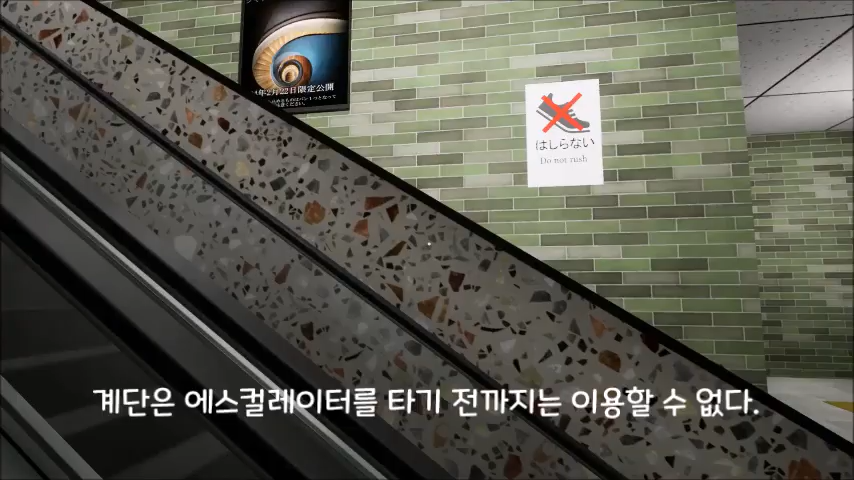 2月22日限定公開
はしらない
Do not rush
계단은 에스컬레이터를 타기 전까지는 이용할 수 없다.